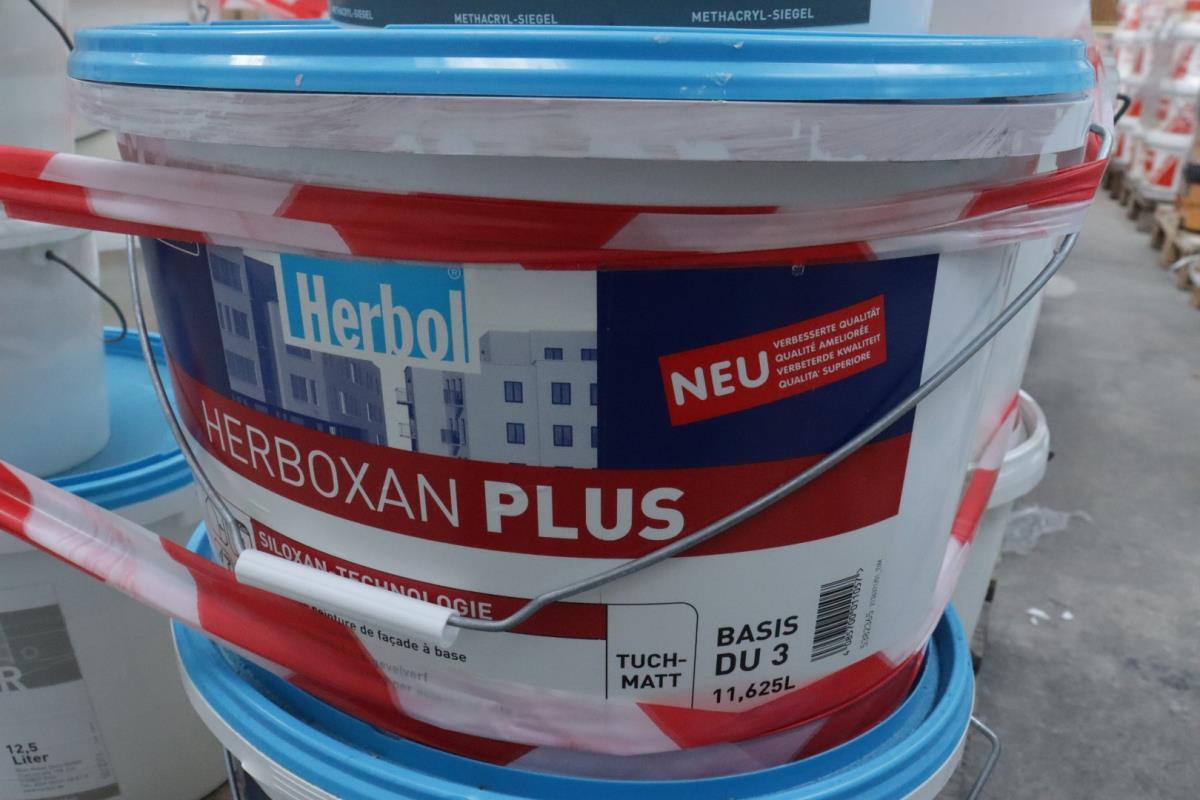 METHACRYL-SIEGEL
METHACRYL-SIEGEL
Herbol®
NEU
VERBESSERTE QUALITÄT
QUALITÉ AMELIORÉE
VERBETERDE KWALITEIT
QUALITA' SUPERIORE
HERBOXAN PLUS
SILOXAN-TECHNOLOGIE
peinture de façade à base
gevelverf
TUCH-
MATT
BASIS
DU 3
11,625L
R
12,5
Liter